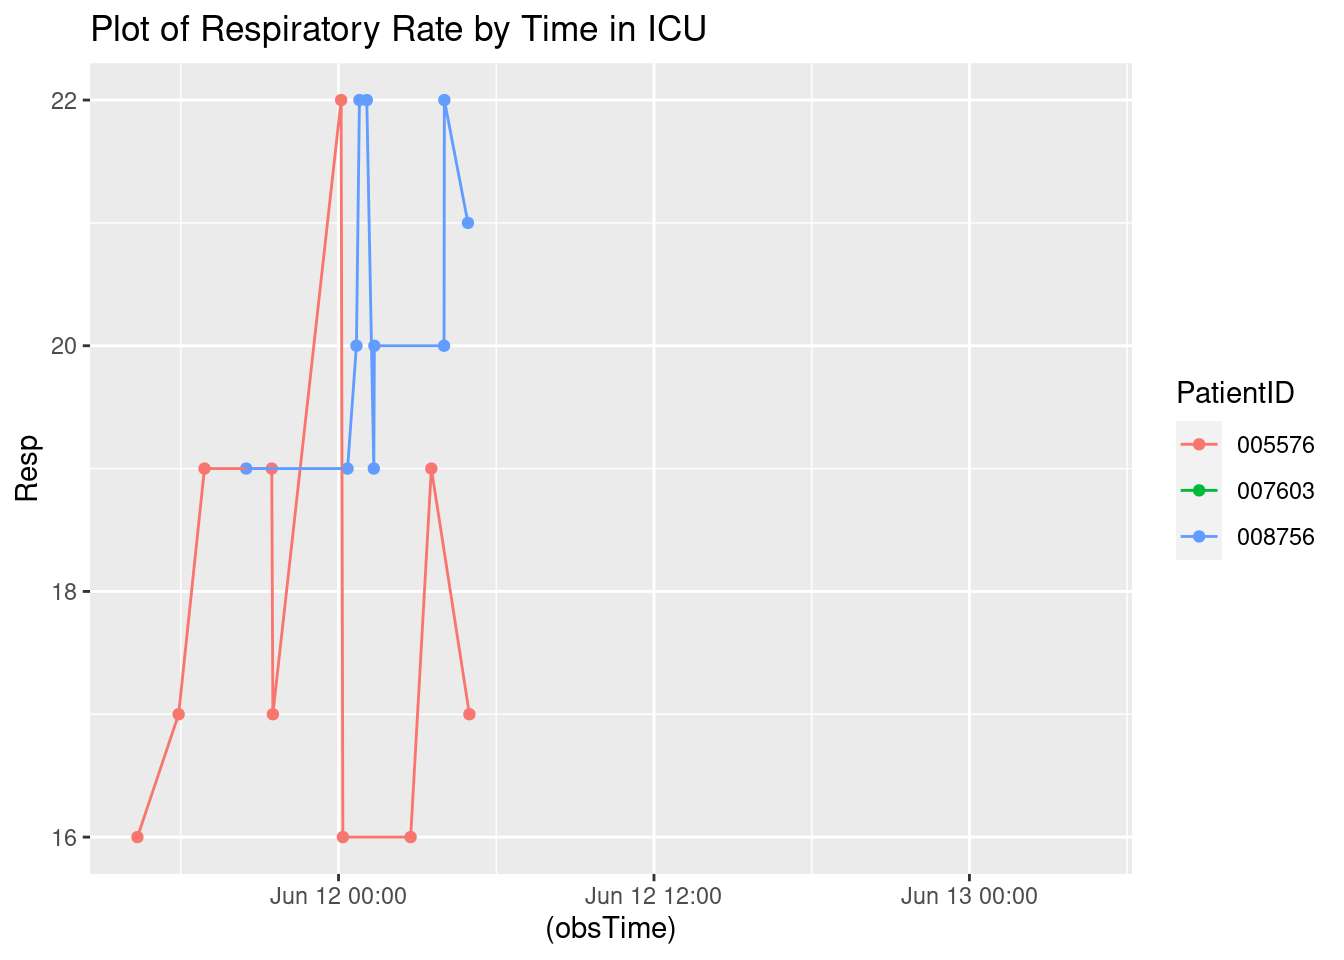 Plot of Respiratory Rate by Time in ICU
22
20
18
16
Resp
Jun 12 00:00
Jun 12 12:00
Jun 13 00:00
(obsTime)
PatientID
005576
007603
008756